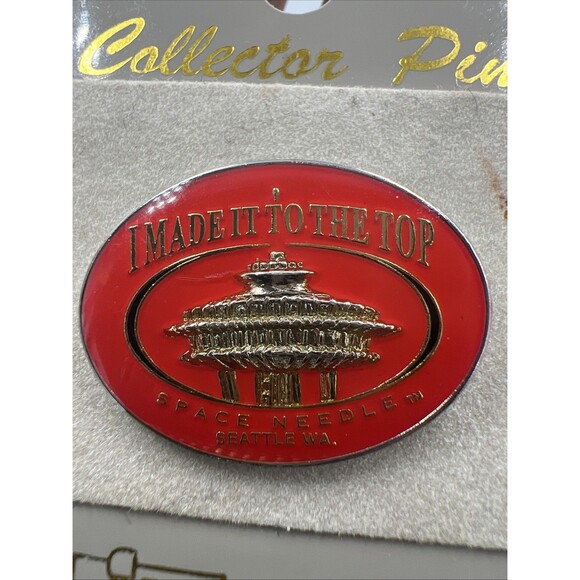 Collector Pin
I MADE IT TO THE TOP
SPACE NEEDLE™
SEATTLE WA.